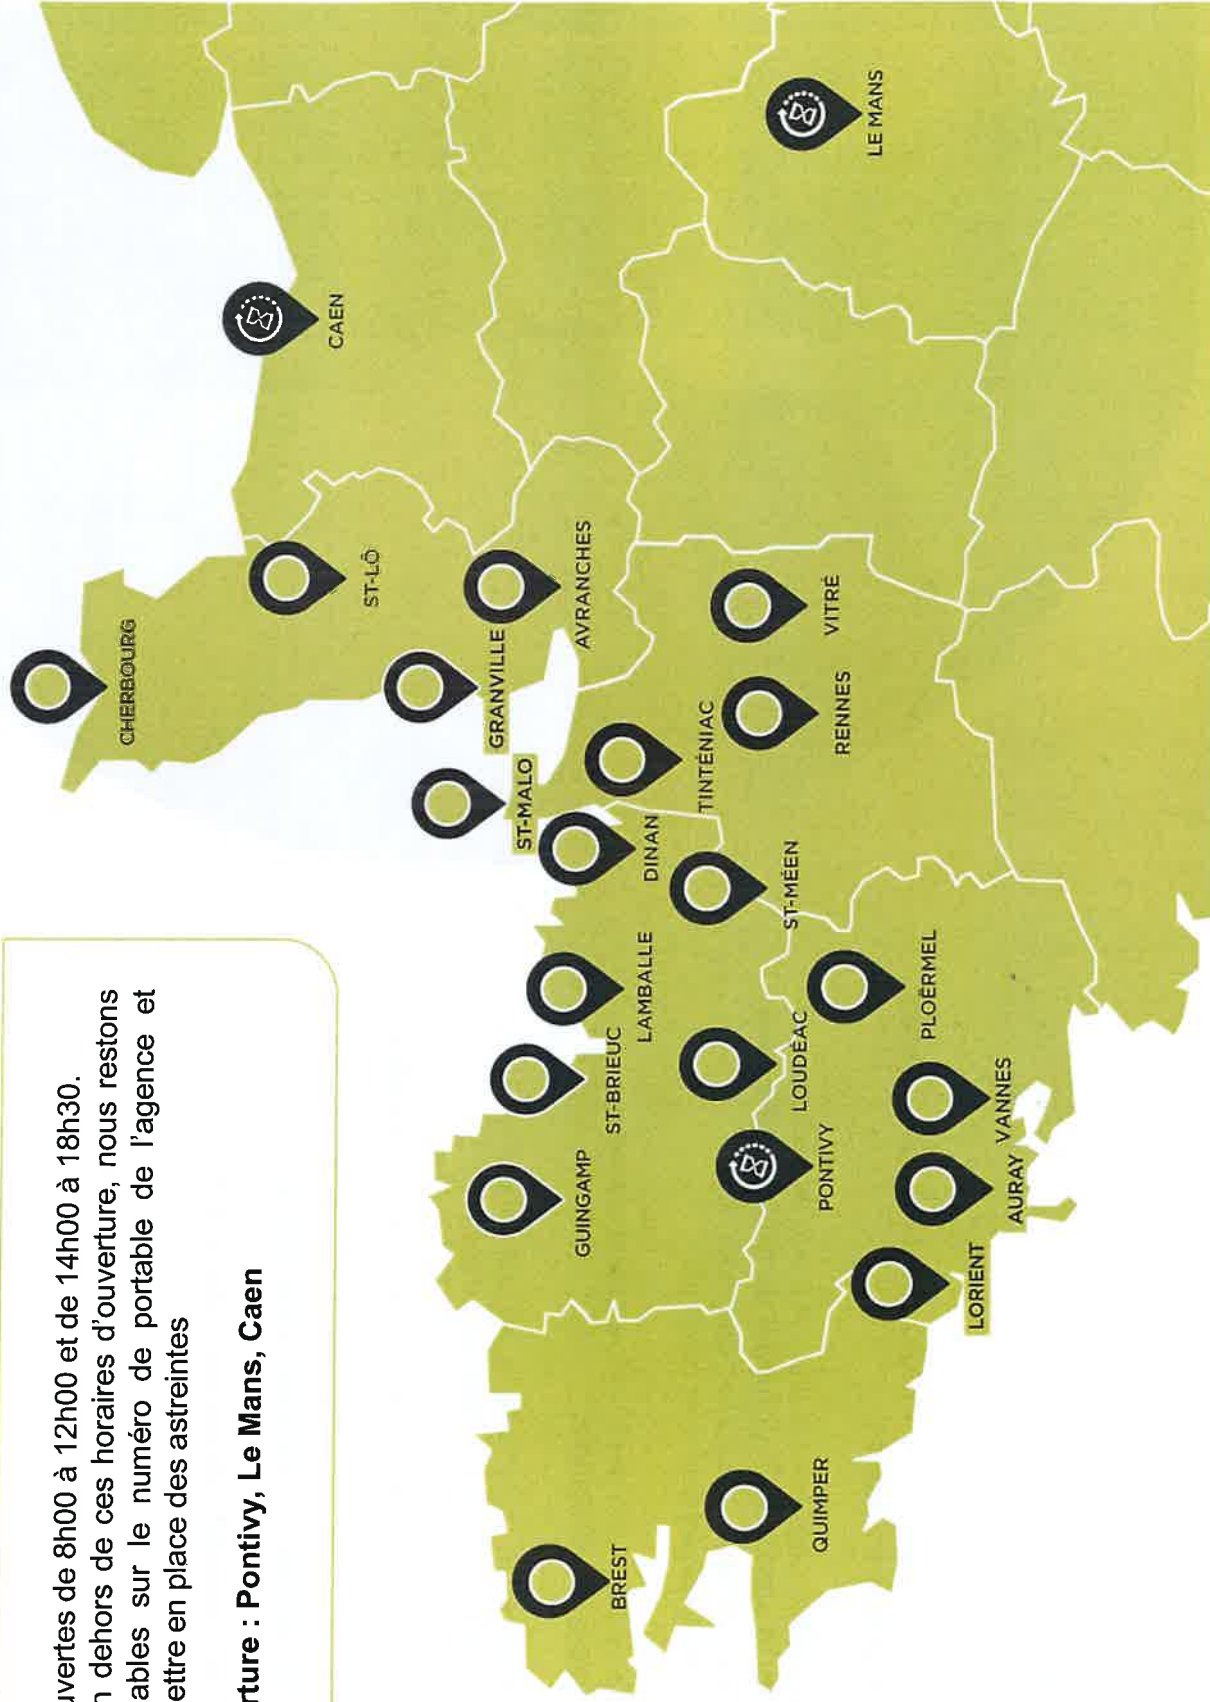 uvertes de 8h00 à 12h00 et de 14h00 à 18h30.
n dehors de ces horaires d'ouverture, nous restons
ables sur le numéro de portable de l'agence et
ettre en place des astreintes
rture : Pontivy, Le Mans, Caen
CHERBOURG
CAEN
ST-LÔ
GRANVILLE
AVRANCHES
ST-MALO
DINAN
TINTÉNIAC
VITRÉ
RENNES
LE MANS
GUINGAMP
ST-BRIEUC
LAMBALLE
ST-MÉEN
LOUDÉAC
PONTIVY
PLOËRMEL
BREST
QUIMPER
LORIENT
AURAY
VANNES